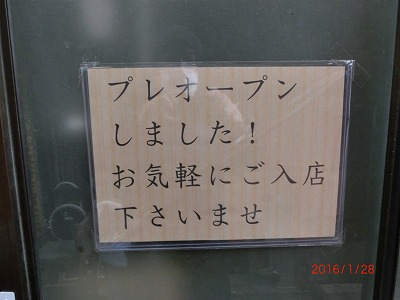 プレオープン
しました!
お気軽にご入店
下さいませ
2016/1/28